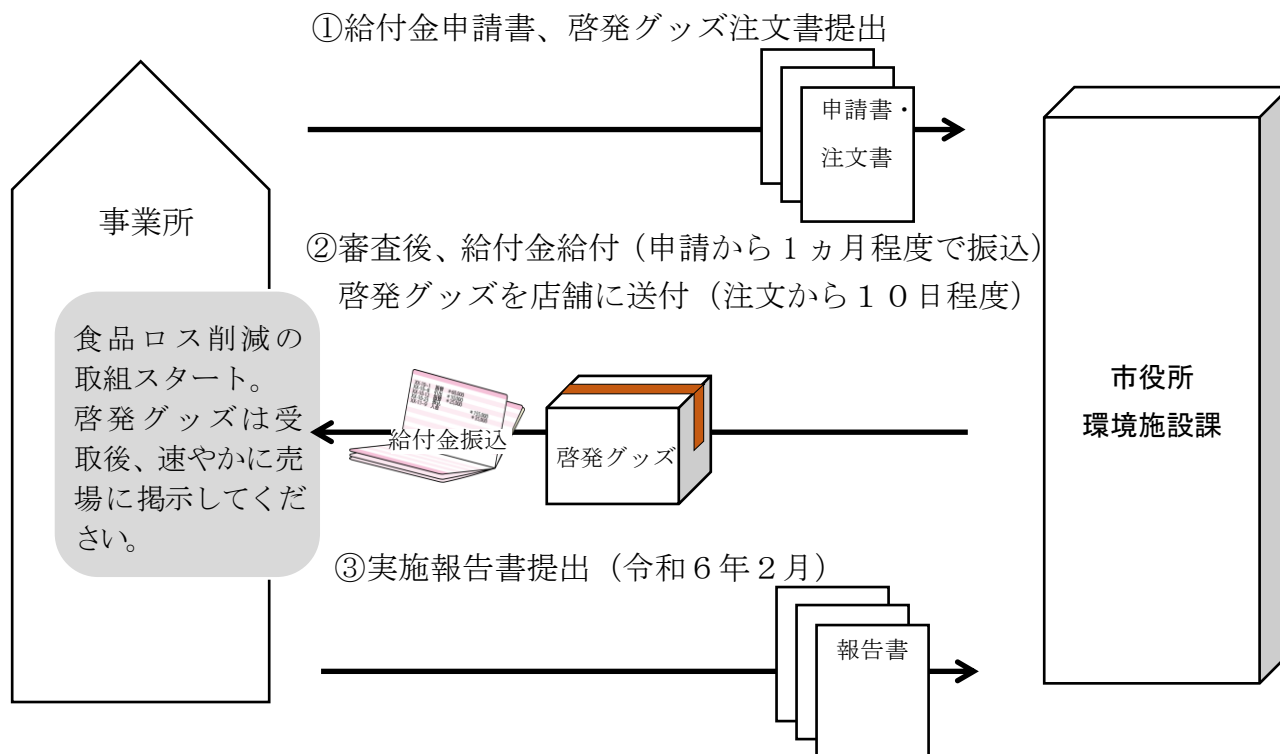 ①給付金申請書、啓発グッズ注文書提出
申請書・
注文書
事業所
②審査後、給付金給付（申請から１ヵ月程度で振込）
啓発グッズを店舗に送付（注文から１０日程度）
食品ロス削減の
取組スタート。
啓発グッズは受
取後、速やかに売
場に掲示してくだ
さい。
給付金振込
啓発グッズ
市役所
環境施設課
③実施報告書提出（令和６年２月）
報告書